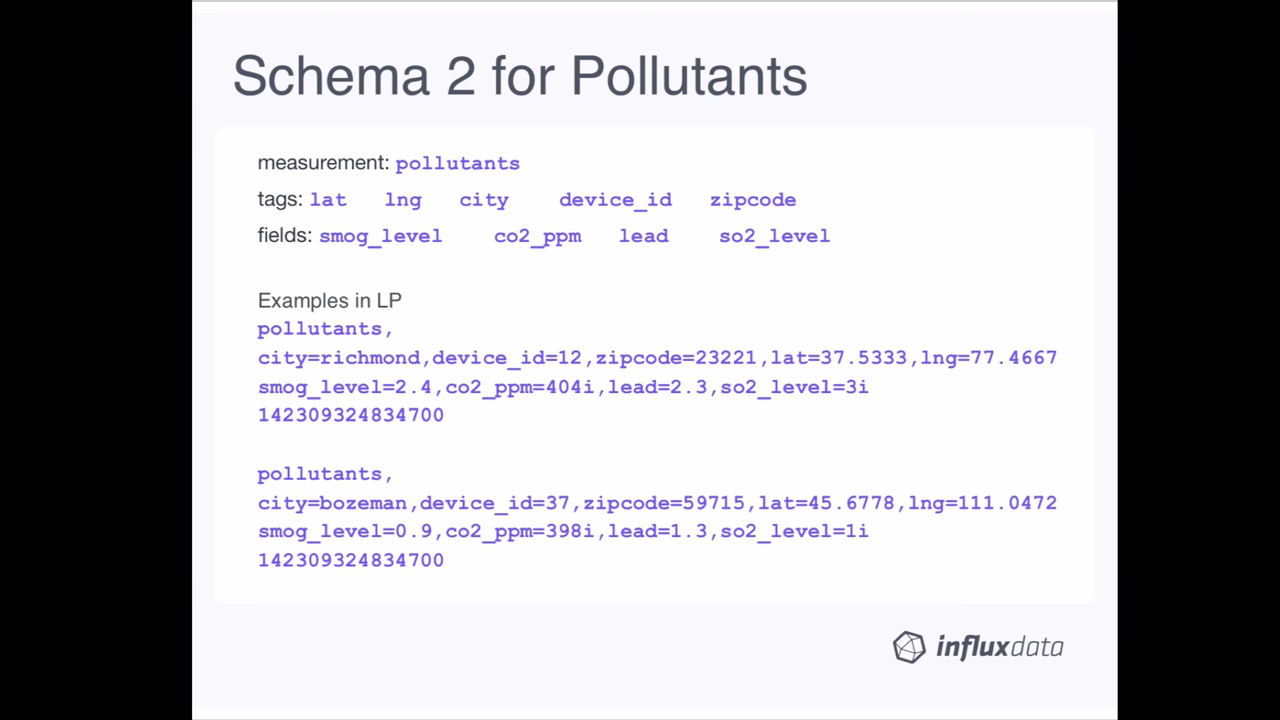 Schema 2 for Pollutants
measurement: pollutants
tags: lat lng city device_id zipcode
fields: smog_level co2_ppm lead so2_level
Examples in LP
pollutants,
city=richmond,device_id=12,zipcode=23221,lat=37.5333,lng=77.4667
smog_level=2.4,co2_ppm=404i,lead=2.3,so2_level=3i
142309324834700
pollutants,
city=bozeman,device_id=37,zipcode=59715,lat=45.6778,lng=111.0472
smog_level=0.9,co2_ppm=398i,lead=1.3,so2_level=1i
142309324834700
influxdata